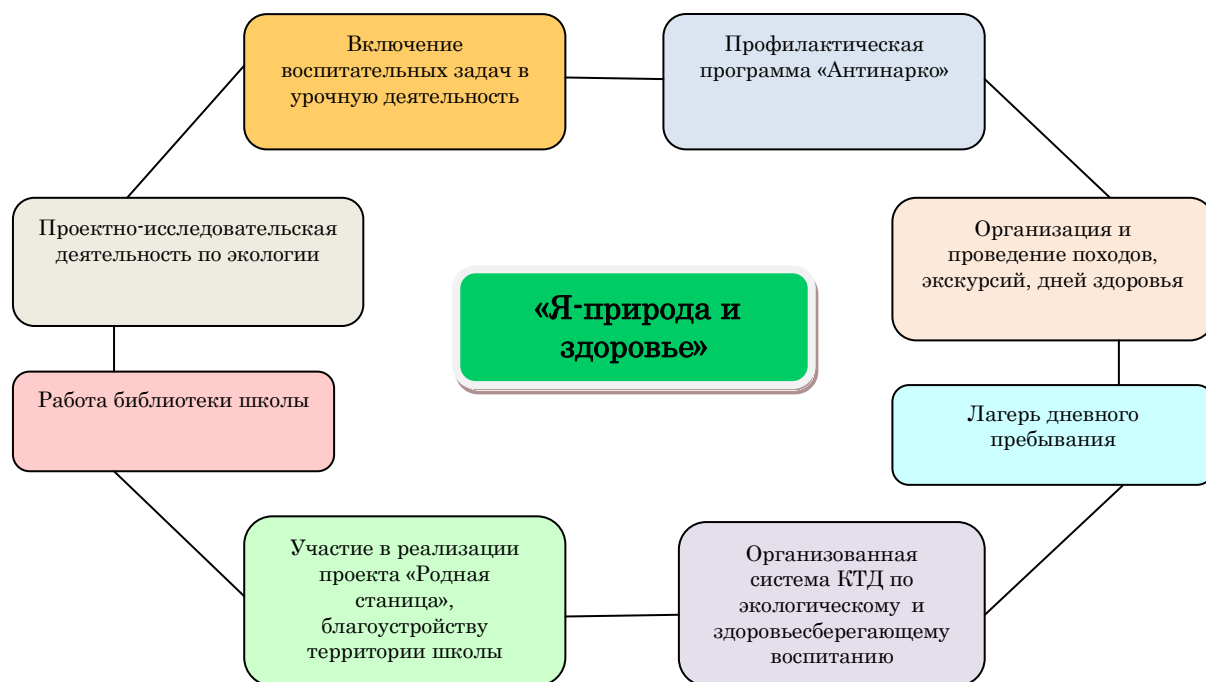 Включение
воспитательных задач в
урочную деятельность
Профилактическая
программа «Антинарко»
Проектно-исследовательская
деятельность по экологии
Организация и
проведение походов,
экскурсий, дней здоровья
«Я-природа и
здоровье»
Работа библиотеки школы
Лагерь дневного
пребывания
Участие в реализации
проекта «Родная
станица»,
благоустройству
территории школы
Организованная
система КТД по
экологическому и
здоровьесберегающему
воспитанию